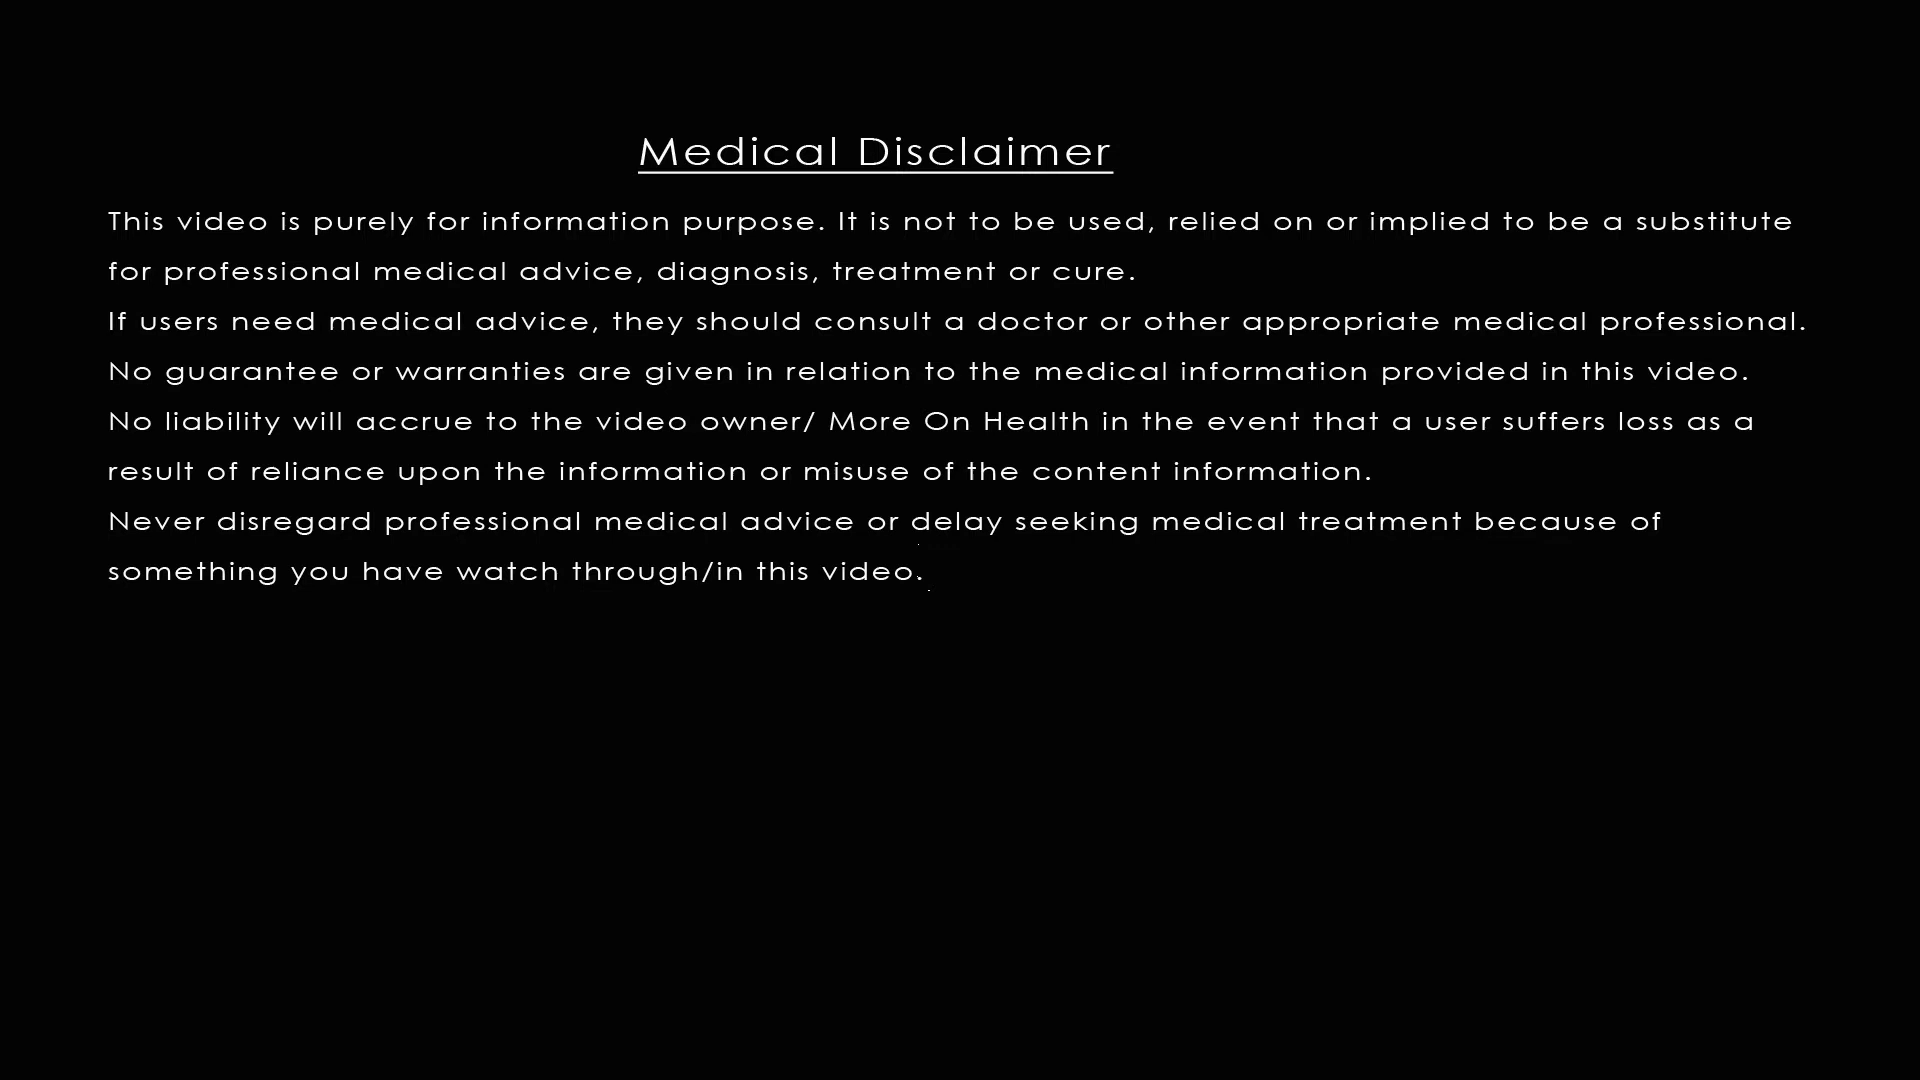 Medical Disclaimer
This video is purely for information purpose. It is not to be used, relied on or implied to be a substitute
for professional medical advice, diagnosis, treatment or cure.
If users need medical advice, they should consult a doctor or other appropriate medical professional.
No guarantee or warranties are given in relation to the medical information provided in this video.
No liability will accrue to the video owner/ More On Health in the event that a user suffers loss as a
result of reliance upon the information or misuse of the content information.
Never disregard professional medical advice or delay seeking medical treatment because of
something you have watch through/in this video.